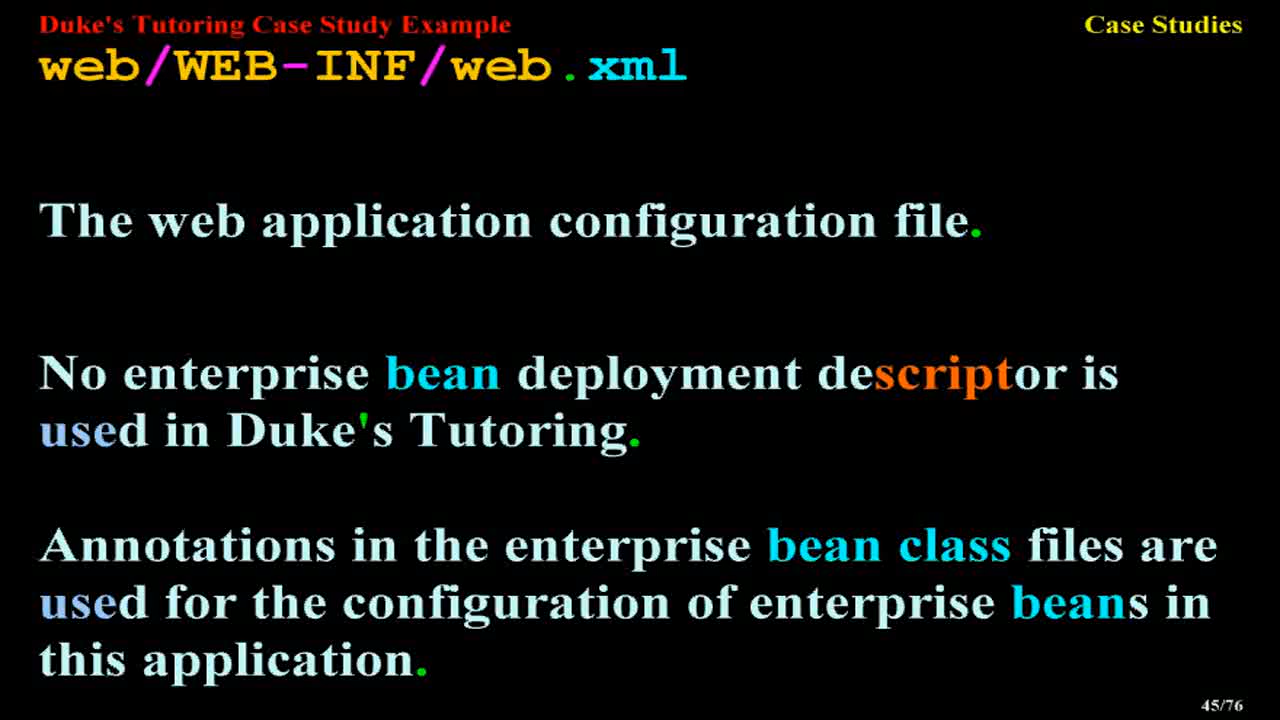 Duke's Tutoring Case Study Example
Case Studies
web/WEB-INF/web.xml
The web application configuration file.
No enterprise bean deployment descriptor is
used in Duke's Tutoring.
Annotations in the enterprise bean class files are
used for the configuration of enterprise beans in
this application.
45/76